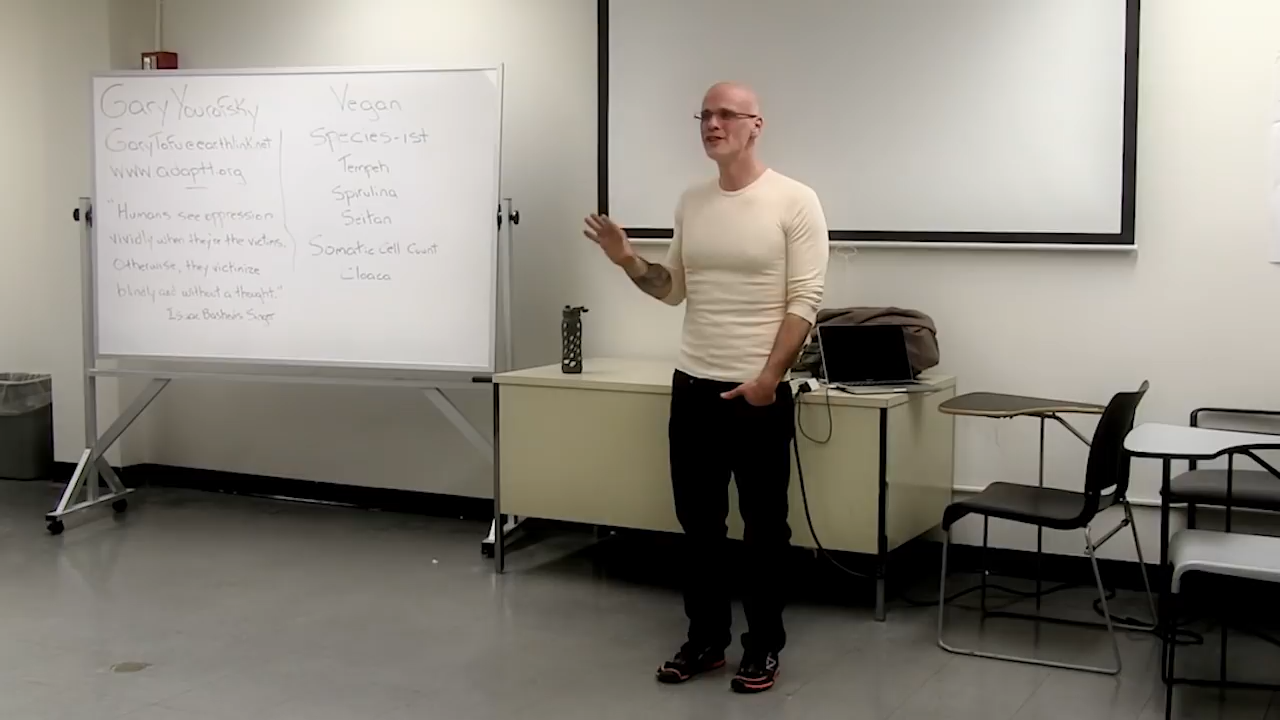 Gary Yourofsky
GaryTofu@earthlink.net
www.adaptt.org
"Humans see oppression
vividly when they're the victims.
Otherwise, they victimize
blindly and without a thought."
Isaac Bashevis Singer
Vegan
Species-ist
Tempeh
Spirulina
Seitan
Somatic Cell Count
Cloaca